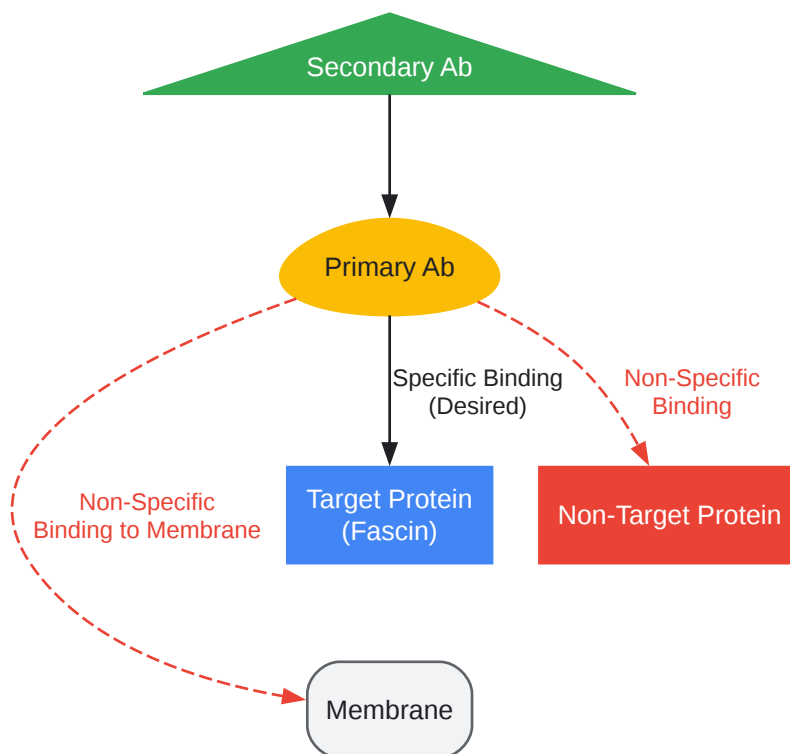 Secondary Ab
Primary Ab
Specific Binding
(Desired)
Non-Specific
Binding
Non-Specific
Binding to Membrane
Target Protein
(Fascin)
Non-Target Protein
Membrane